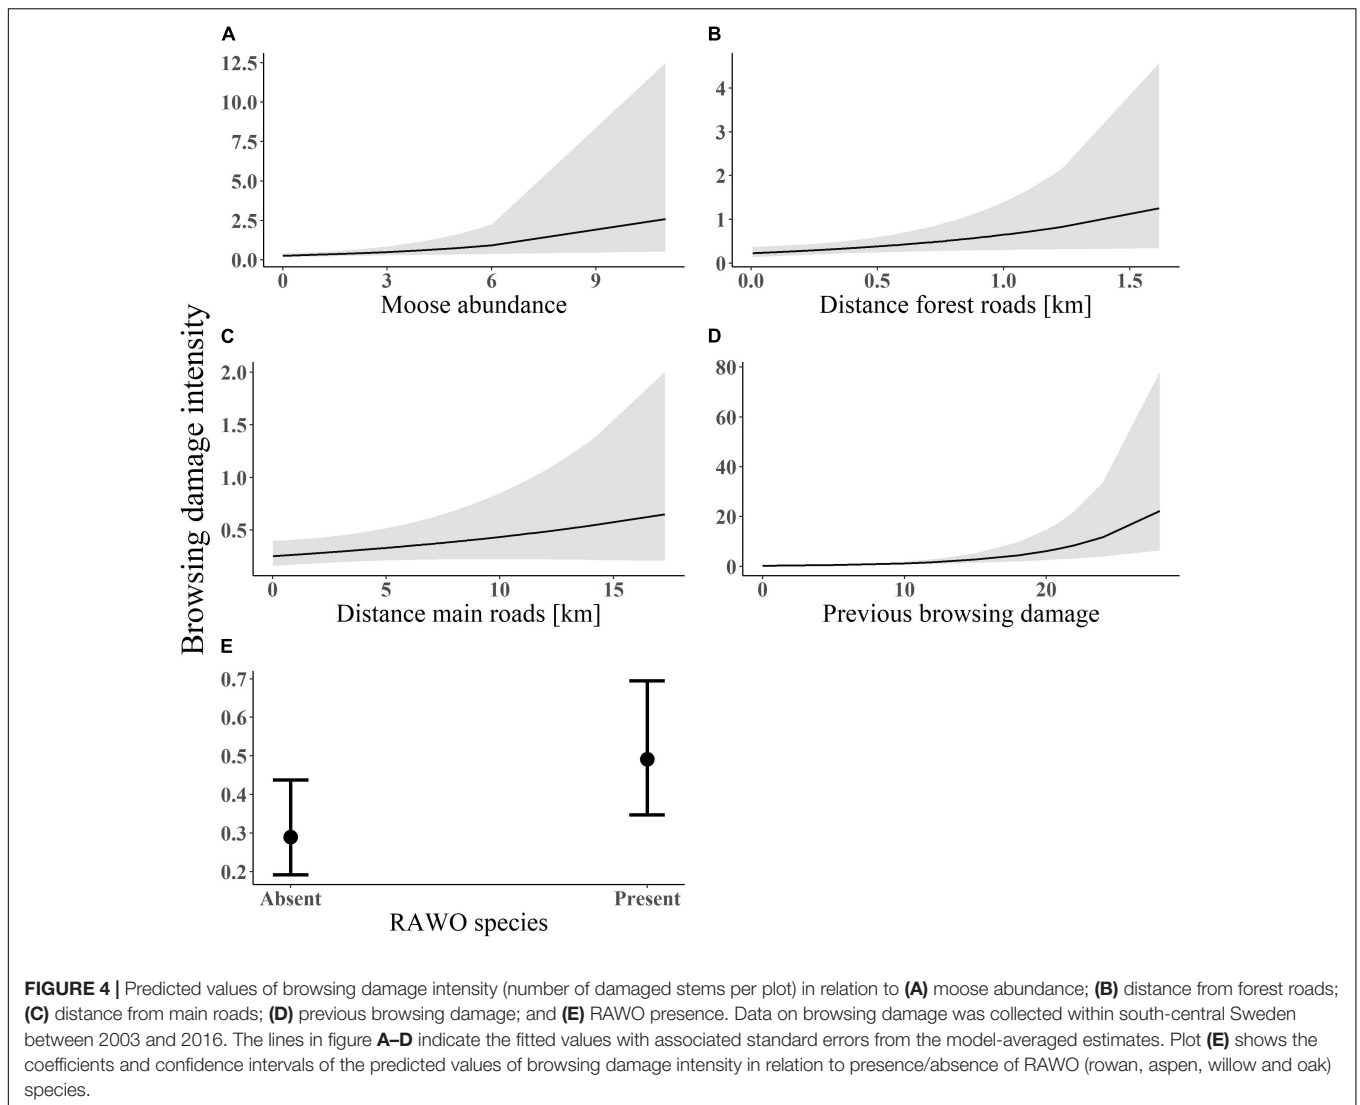 A
12.5
10.0
7.5
5.0
2.5
0.0
0 3 6 9
Moose abundance
B
4
3
2
1
0
0.0 0.5 1.0 1.5
Distance forest roads [km]
Browsing damage intensity
C
2.0
1.5
1.0
0.5
0 5 10 15
Distance main roads [km]
D
80
60
40
20
0
0 10 20
Previous browsing damage
E
0.7
0.6
0.5
0.4
0.3
0.2
Absent Present
RAWO species
FIGURE 4 | Predicted values of browsing damage intensity (number of damaged stems per plot) in relation to (A) moose abundance; (B) distance from forest roads;
(C) distance from main roads; (D) previous browsing damage; and (E) RAWO presence. Data on browsing damage was collected within south-central Sweden
between 2003 and 2016. The lines in figure A–D indicate the fitted values with associated standard errors from the model-averaged estimates. Plot (E) shows the
coefficients and confidence intervals of the predicted values of browsing damage intensity in relation to presence/absence of RAWO (rowan, aspen, willow and oak)
species.